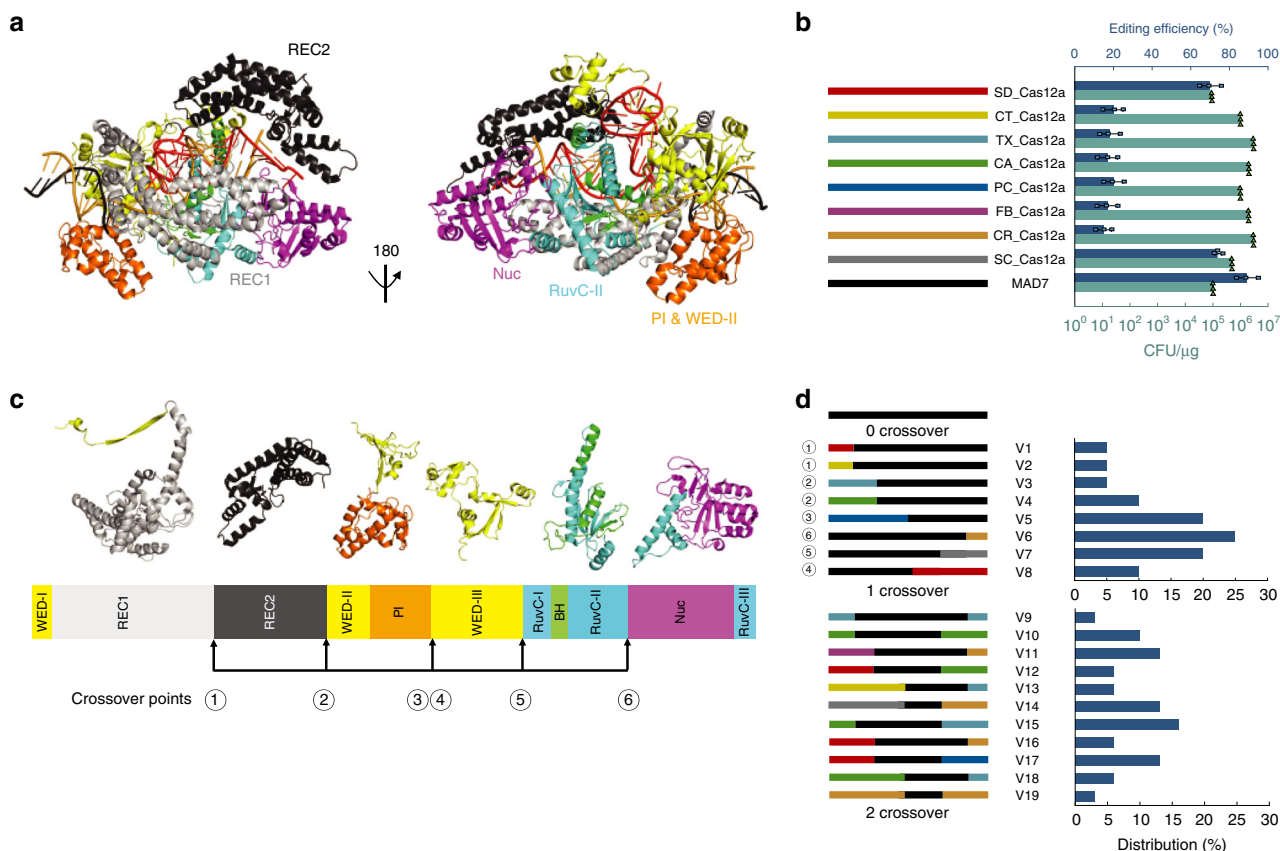 a
REC2
REC1
180
Nuc
RuvC-II
PI & WED-II
b
Editing efficiency (%)
0 20 40 60 80 100
SD_Cas12a
CT_Cas12a
TX_Cas12a
CA_Cas12a
PC_Cas12a
FB_Cas12a
CR_Cas12a
SC_Cas12a
MAD7
10⁰ 10¹ 10² 10³ 10⁴ 10⁵ 10⁶ 10⁷
CFU/μg
c
WED-I REC1 REC2 WED-II PI WED-III RuvC-I BH RuvC-II Nuc RuvC-III
Crossover points ① ② ③ ④ ⑤ ⑥
d
0 crossover
① V1
① V2
② V3
② V4
③ V5
⑥ V6
⑤ V7
④ V8
1 crossover
0 5 10 15 20 25 30
V9
V10
V11
V12
V13
V14
V15
V16
V17
V18
V19
2 crossover
0 5 10 15 20 25 30
Distribution (%)